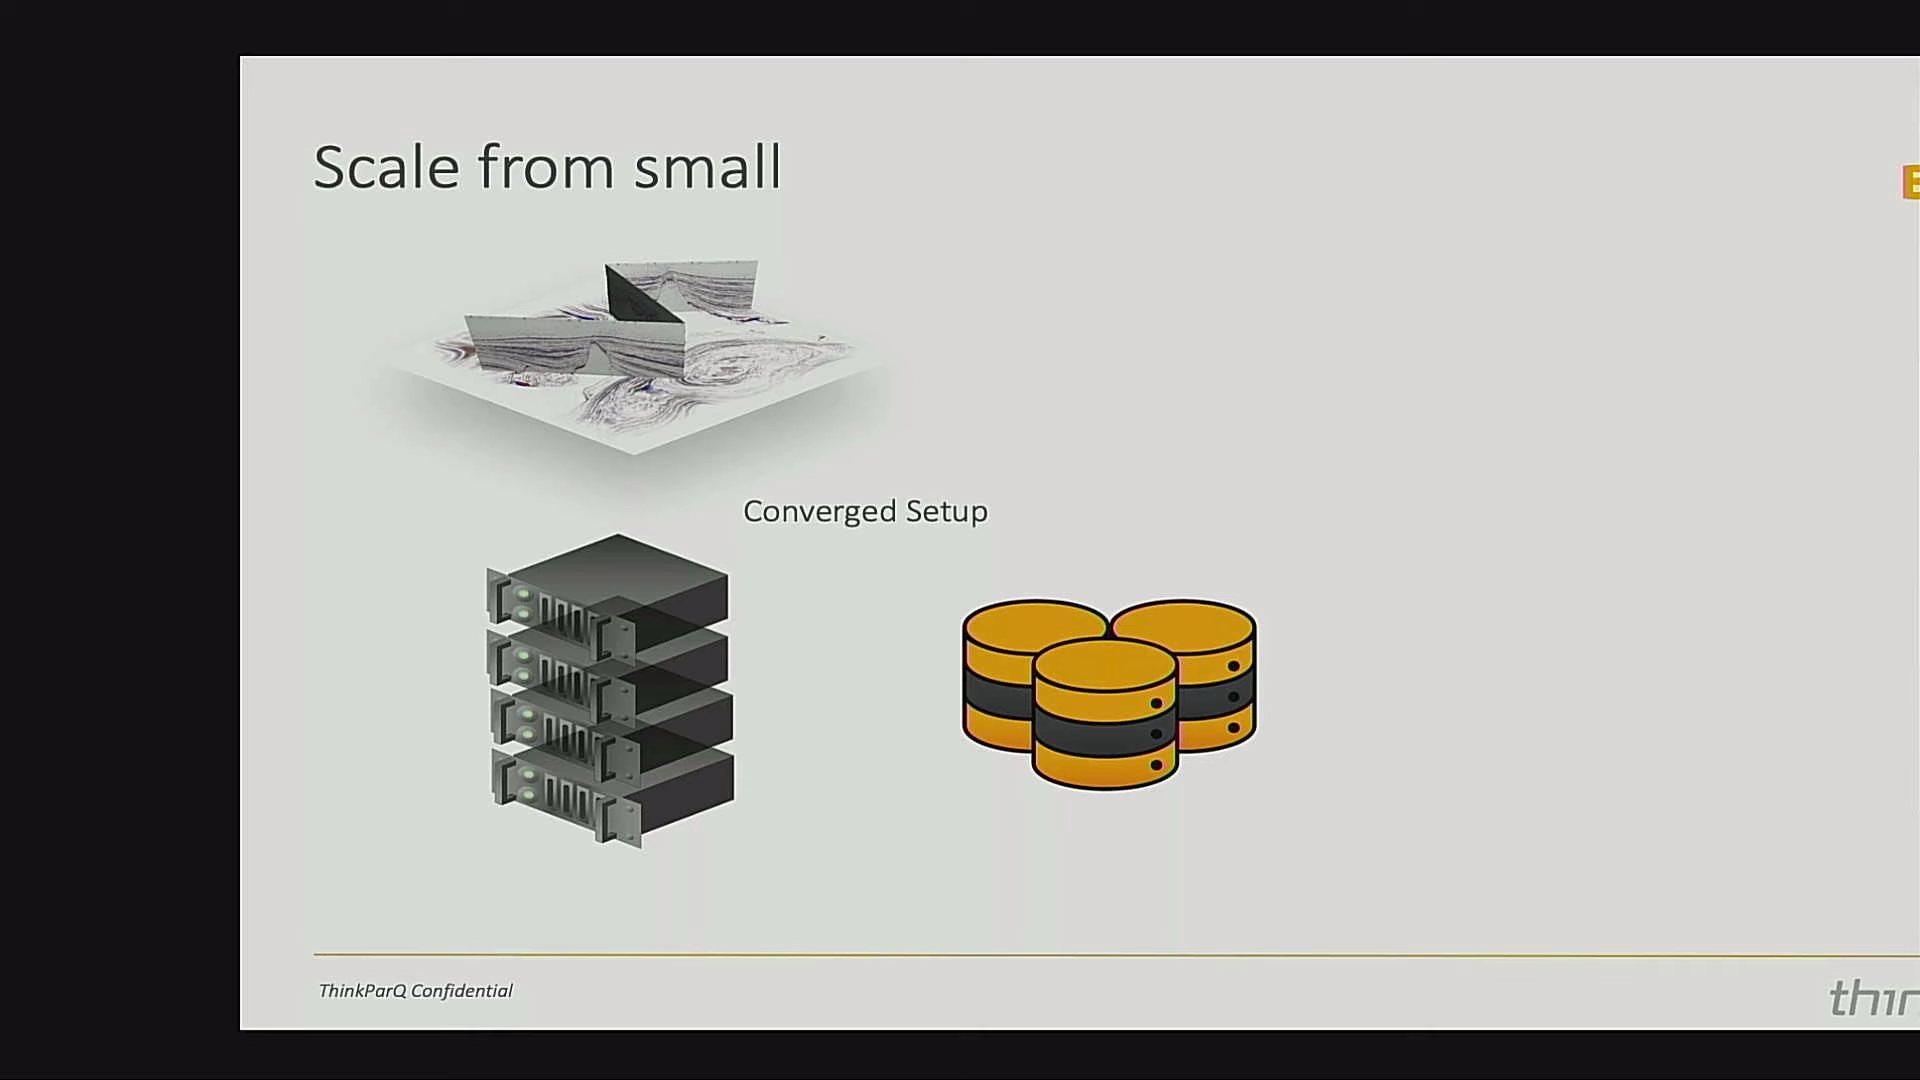 Scale from small
Converged Setup
ThinkParQ Confidential